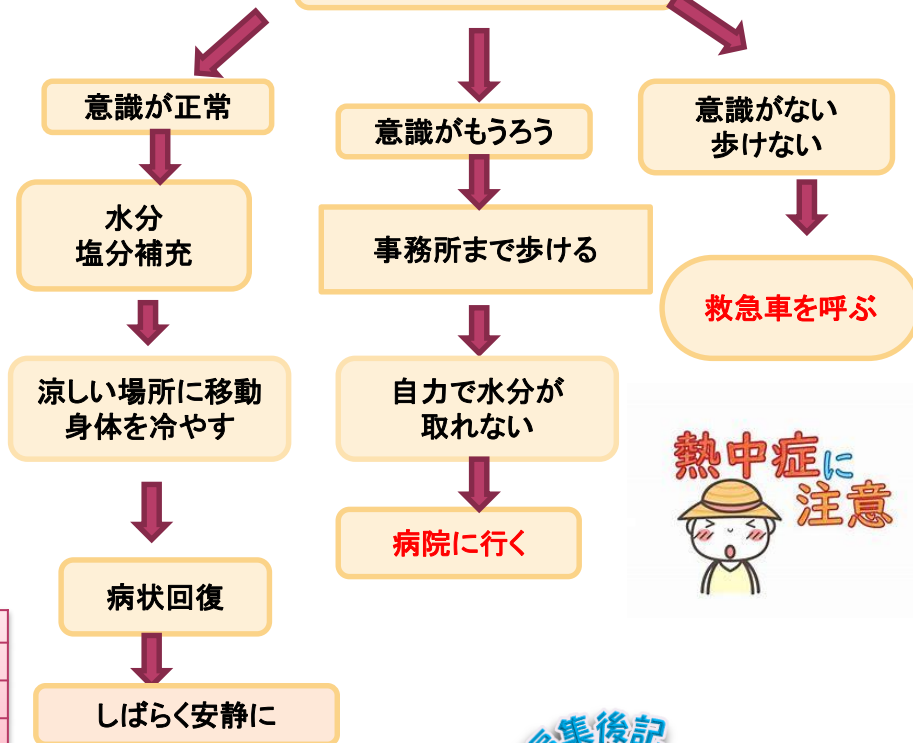 意識が正常
水分
塩分補充
涼しい場所に移動
身体を冷やす
病状回復
しばらく安静に
意識がもうろう
事務所まで歩ける
自力で水分が
取れない
病院に行く
意識がない
歩けない
救急車を呼ぶ
熱中症に
注意
集後記